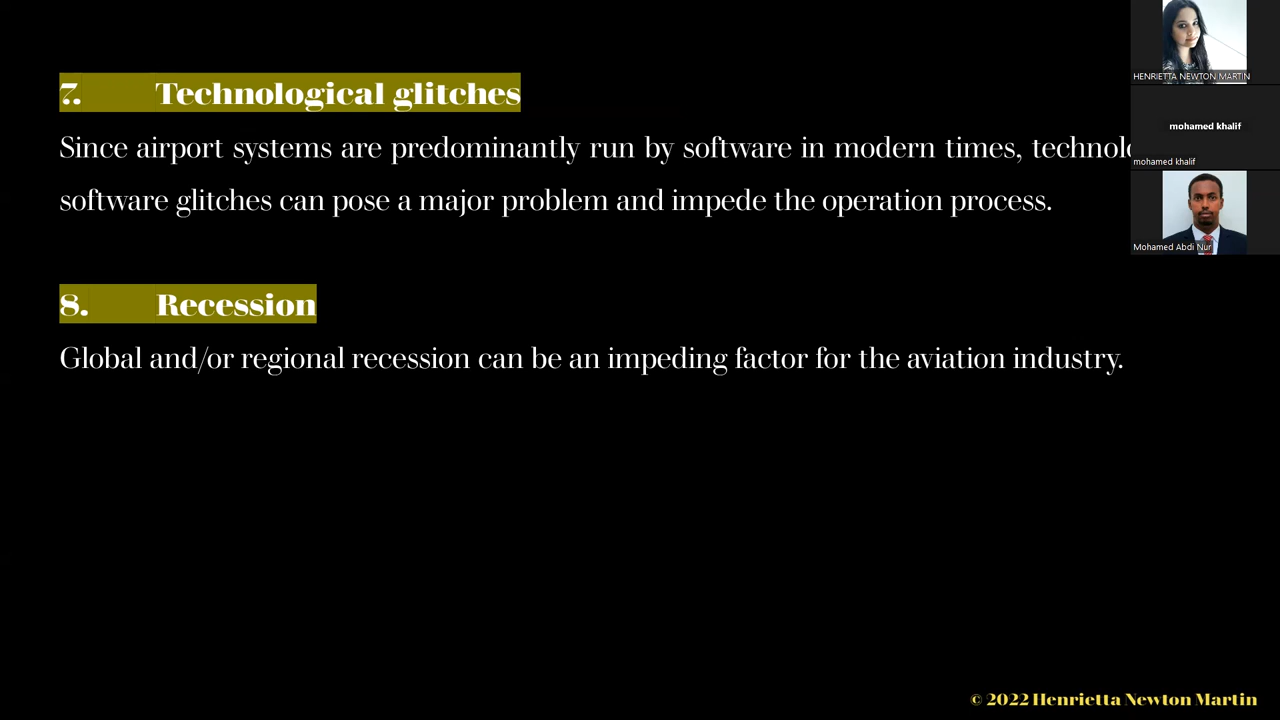 7. Technological glitches
Since airport systems are predominantly run by software in modern times,
software glitches can pose a major problem and impede the operation process.
8. Recession
Global and/or regional recession can be an impeding factor for the aviation industry.
HENRIETTA NEWTON MARTIN
mohamed khalif
mohamed khalif
Mohamed Abdi Nur
© 2022 Henrietta Newton Martin